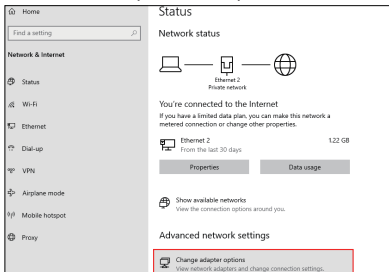 Home
Find a setting
Network & Internet
Status
Wi-Fi
Ethernet
Dial-up
VPN
Airplane mode
Mobile hotspot
Proxy
Status
Network status
Ethernet 2
Private network
You're connected to the Internet
If you have a limited data plan, you can make this network a
metered connection or change other properties.
Ethernet 2 1.22 GB
From the last 30 days
Properties Data usage
Show available networks
View the connection options around you.
Advanced network settings
Change adapter options
View network adapters and change connection settings.